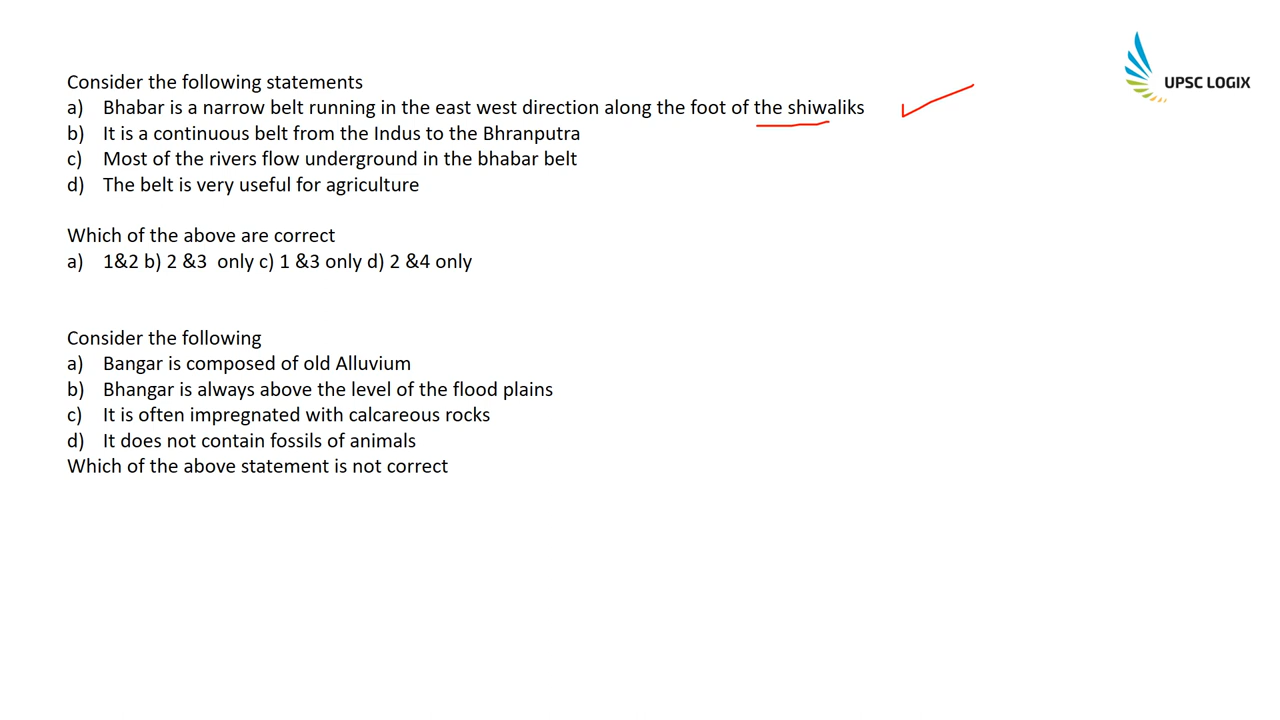 UPSC LOGIX
Consider the following statements
a) Bhabar is a narrow belt running in the east west direction along the foot of the shiwaliks
b) It is a continuous belt from the Indus to the Bhranputra
c) Most of the rivers flow underground in the bhabar belt
d) The belt is very useful for agriculture
Which of the above are correct
a) 1&2 b) 2 &3 only c) 1 &3 only d) 2 &4 only
Consider the following
a) Bangar is composed of old Alluvium
b) Bhangar is always above the level of the flood plains
c) It is often impregnated with calcareous rocks
d) It does not contain fossils of animals
Which of the above statement is not correct